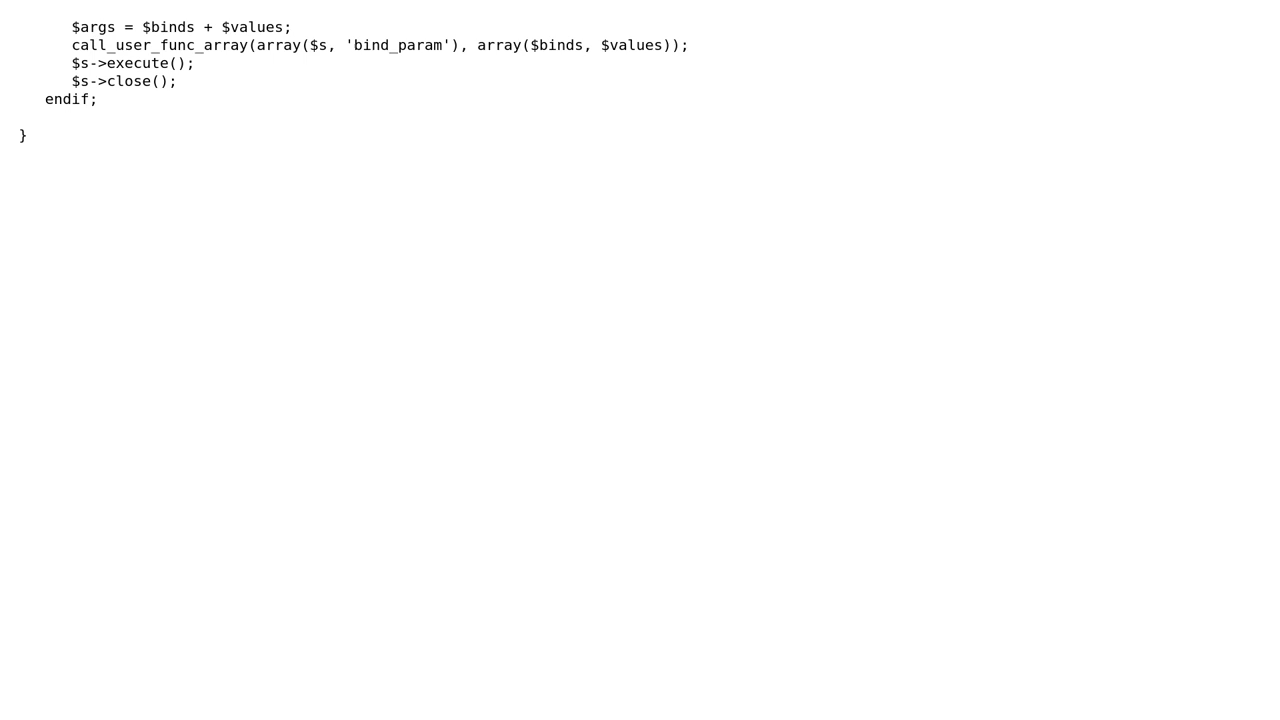 $args = $binds + $values;
      call_user_func_array(array($s, 'bind_param'), array($binds, $values));
      $s->execute();
      $s->close();
   endif;

}